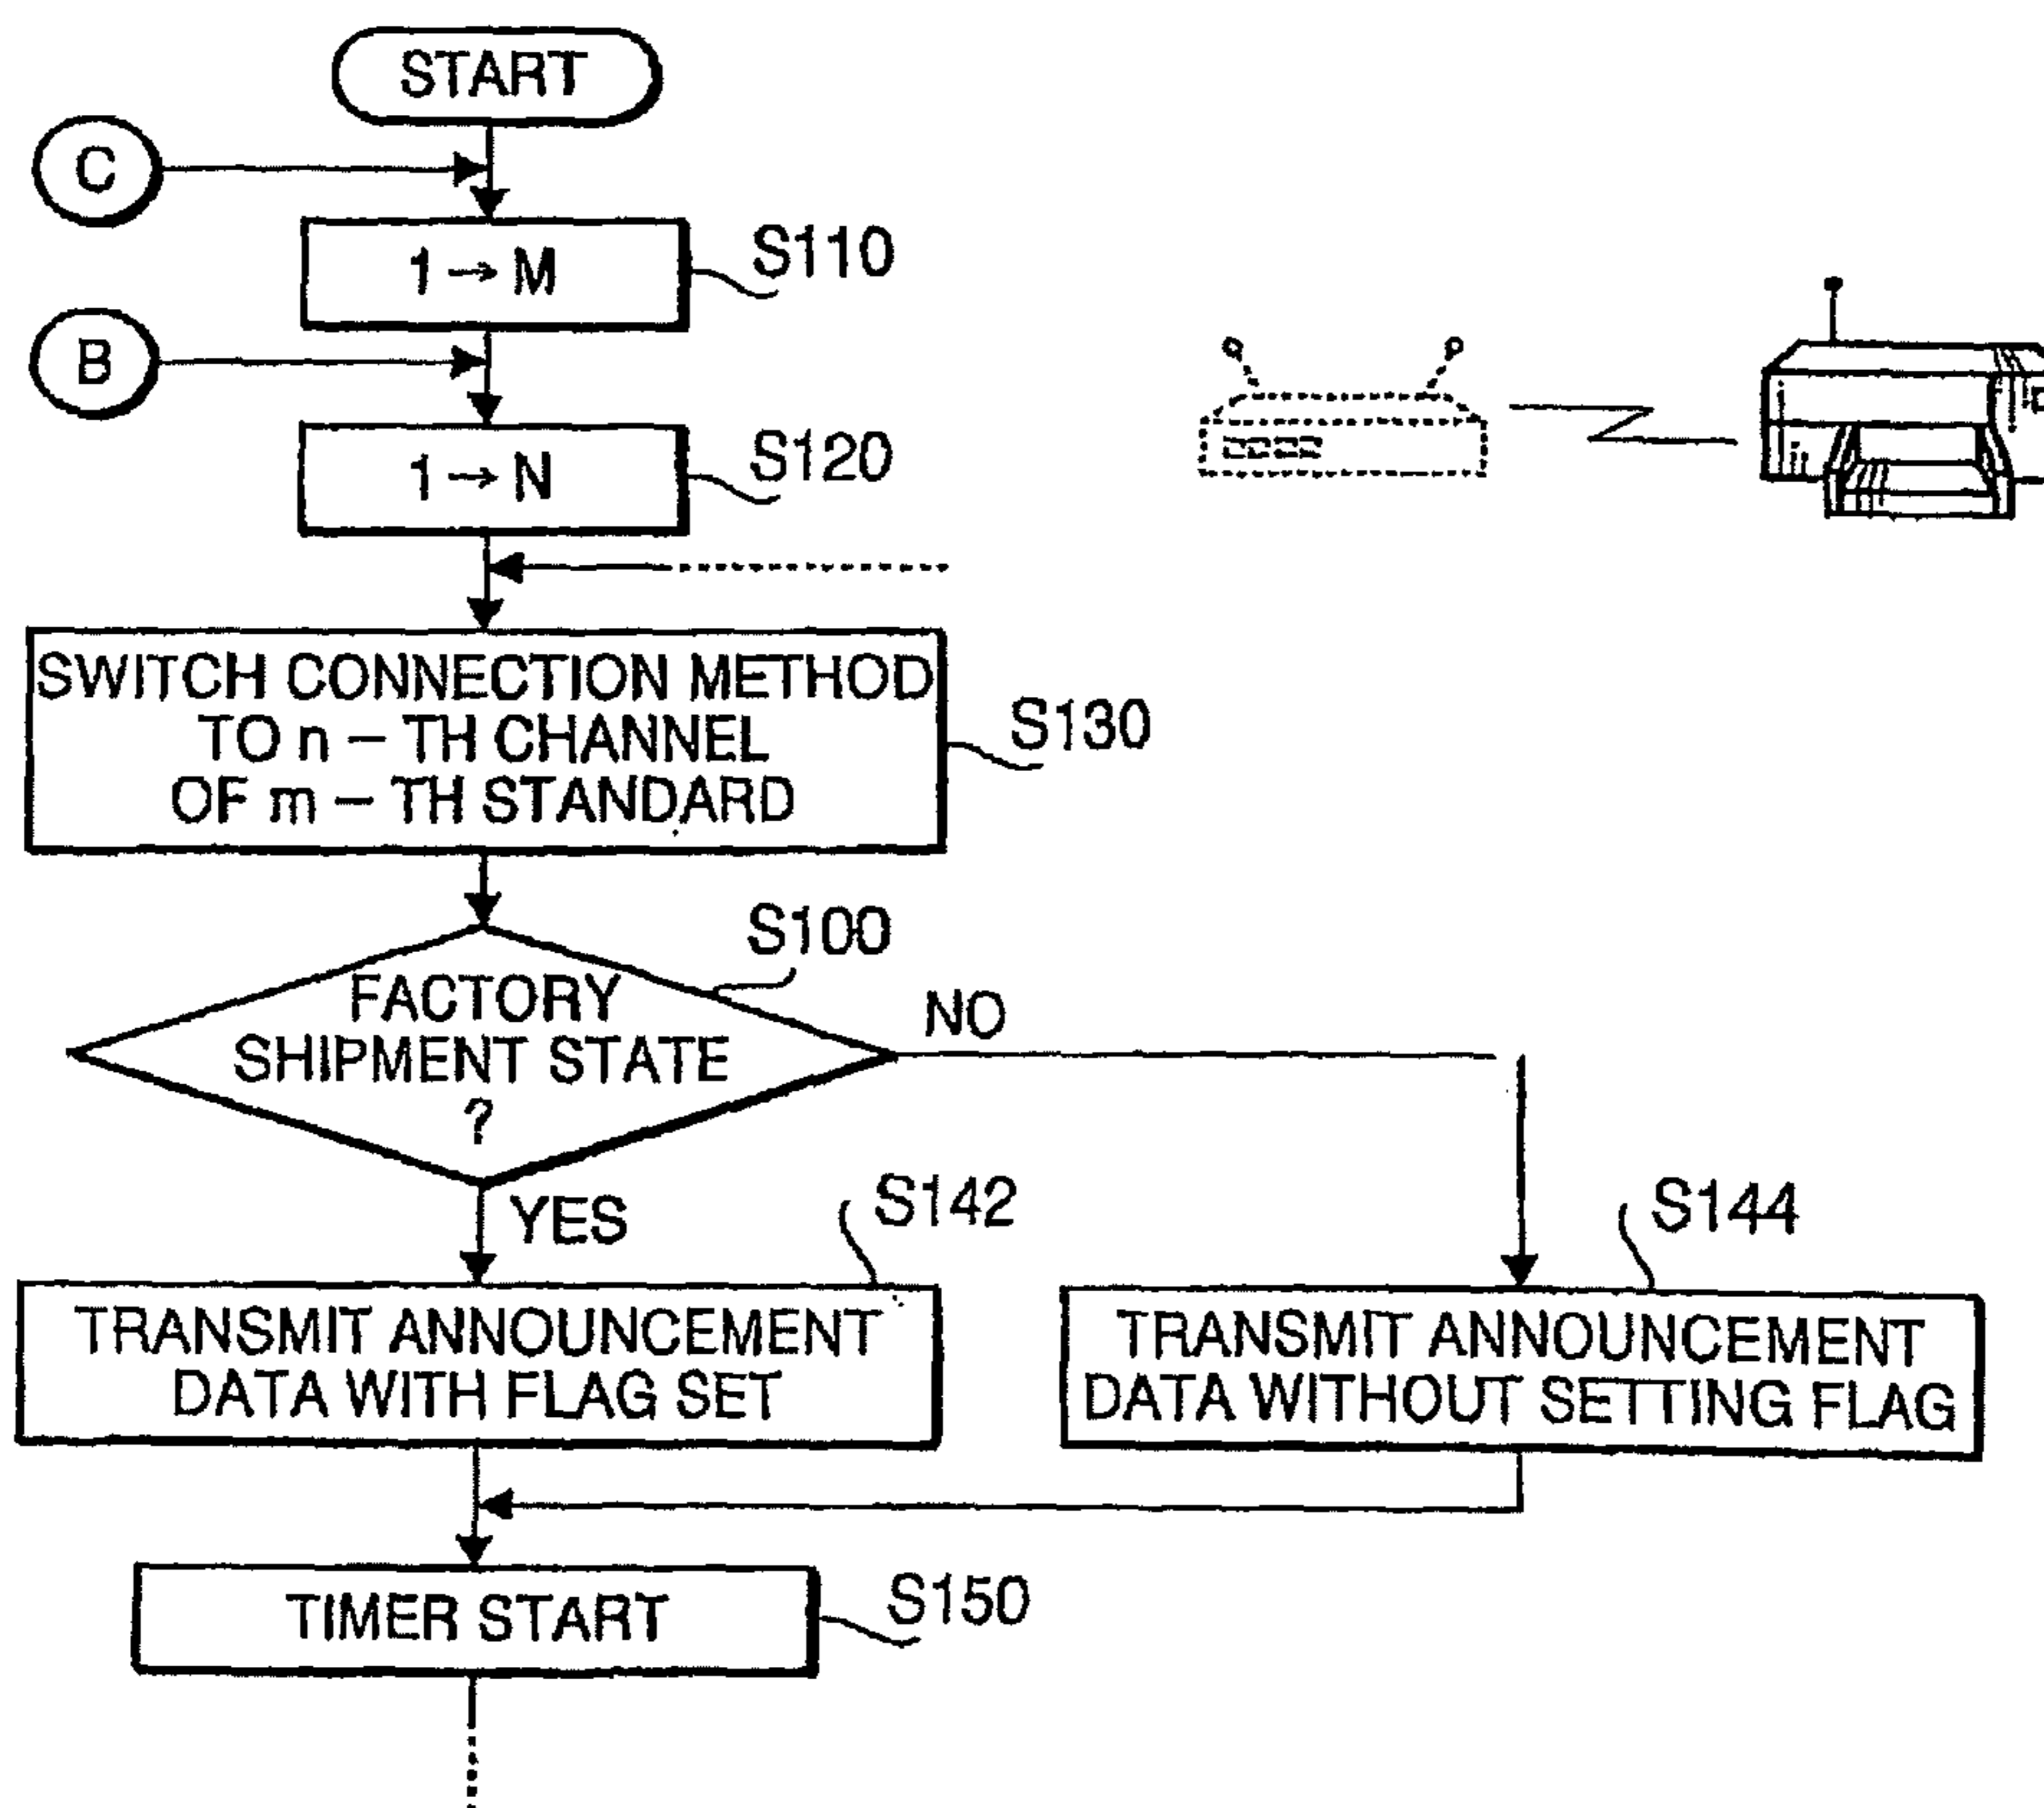 START
C
1→M
S110
B
1→N
S120
SWITCH CONNECTION METHOD
TO n – TH CHANNEL
OF m – TH STANDARD
S130
S100
FACTORY
SHIPMENT STATE
?
NO
YES
S142
S144
TRANSMIT ANNOUNCEMENT
DATA WITH FLAG SET
TRANSMIT ANNOUNCEMENT
DATA WITHOUT SETTING FLAG
TIMER START
S150